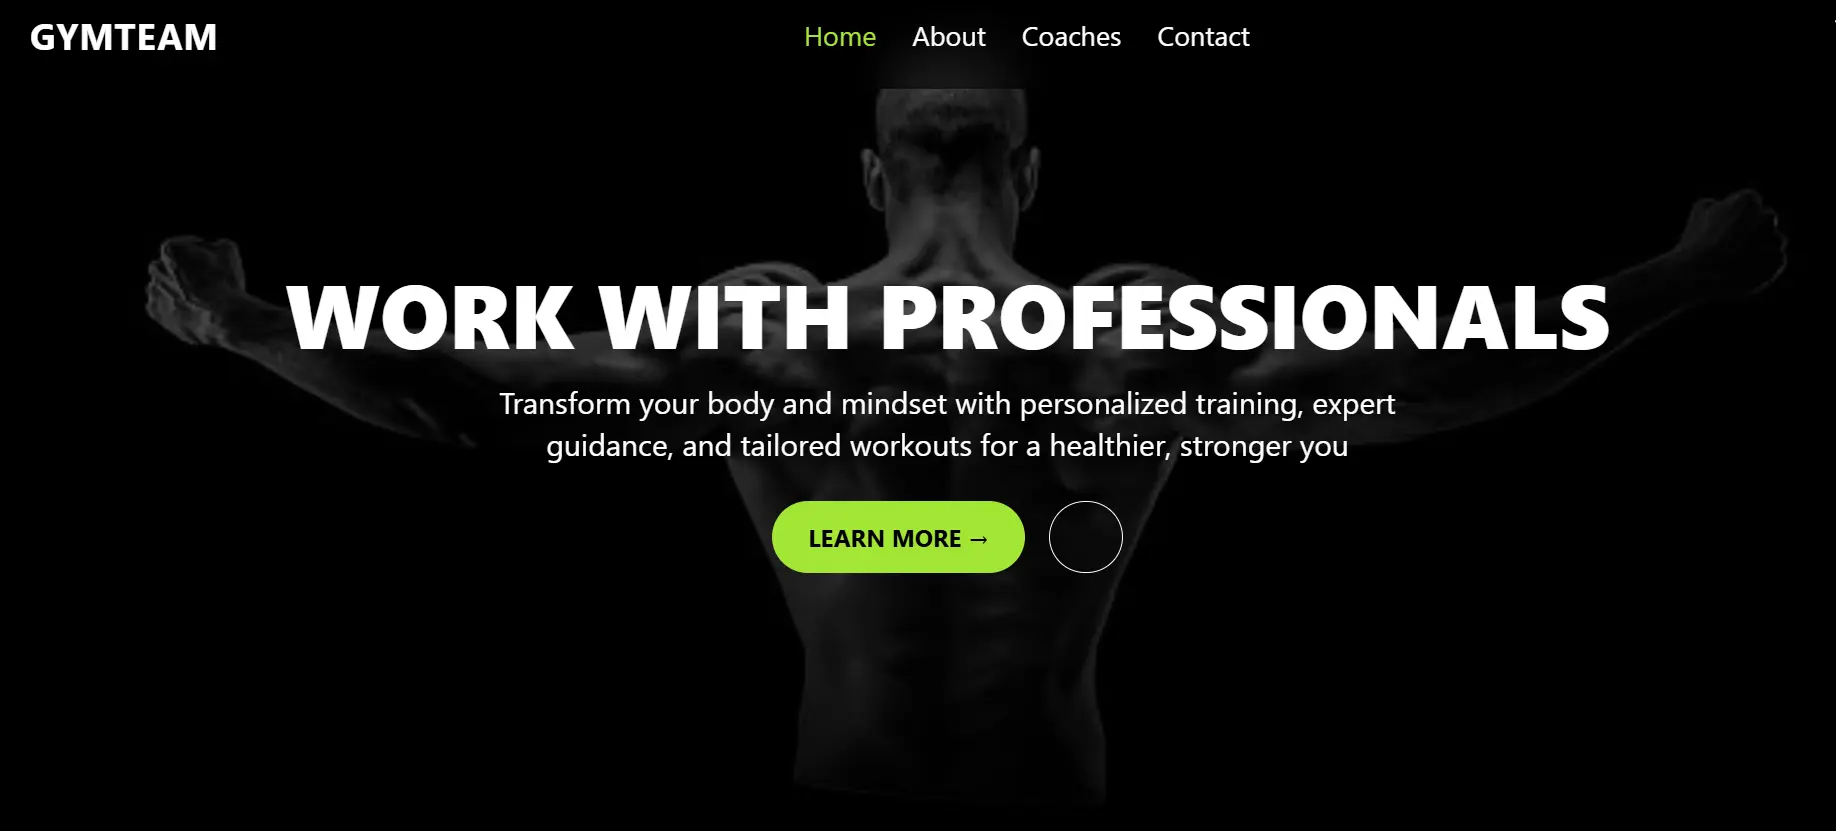 GYMTEAM
Home About Coaches Contact
WORK WITH PROFESSIONALS
Transform your body and mindset with personalized training, expert
guidance, and tailored workouts for a healthier, stronger you
LEARN MORE →